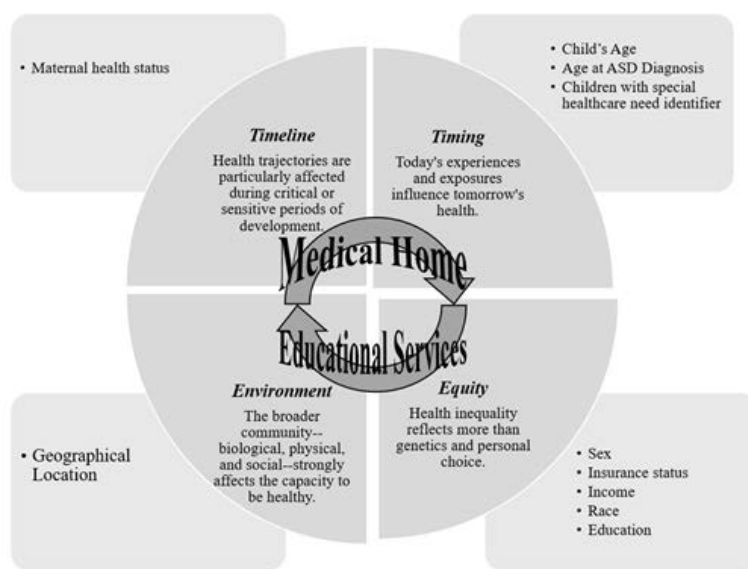 • Maternal health status
• Child's Age
• Age at ASD Diagnosis
• Children with special
healthcare need identifier
Timeline
Health trajectories are
particularly affected
during critical or
sensitive periods of
development.
Timing
Today's experiences
and exposures
influence tomorrow's
health.
Medical Home
Educational Services
Environment
The broader
community--
biological, physical,
and social--strongly
affects the capacity to
be healthy.
Equity
Health inequality
reflects more than
genetics and personal
choice.
• Geographical
Location
• Sex
• Insurance status
• Income
• Race
• Education